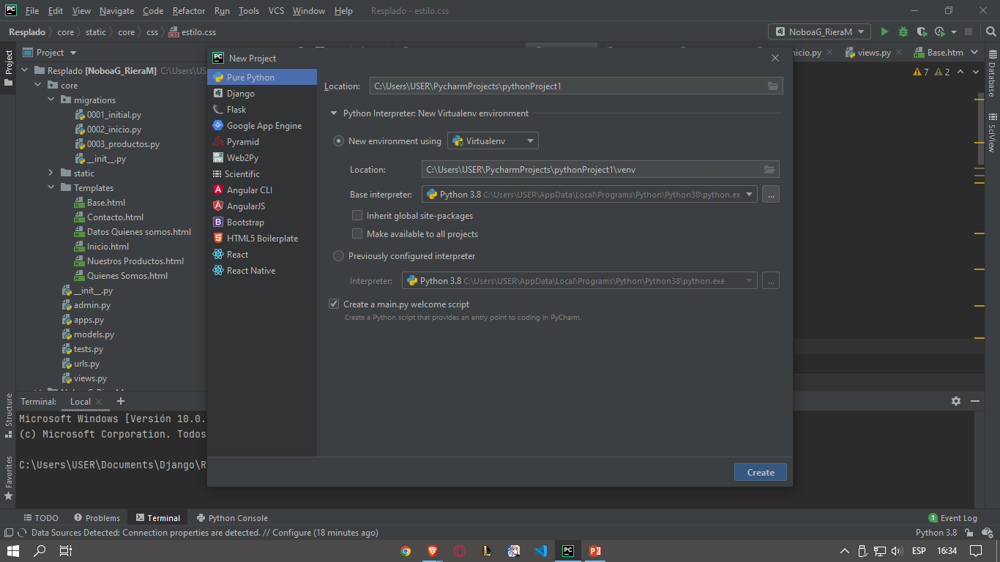 File Edit View Navigate Code Refactor Run Tools VCS Window Help Resplado - estilo.css
Resplado core static core css estilo.css NoboaG_RieraM
Project
Project
nicio.py views.py Base.htm
Resplado [NoboaG_RieraM] C:\Users\US
core
migrations
0001_initial.py
0002_inicio.py
0003_productos.py
__init__.py
static
Templates
Base.html
Contacto.html
Datos Quienes somos.html
Inicio.html
Nuestros Productos.html
Quienes Somos.html
__init__.py
admin.py
apps.py
models.py
tests.py
urls.py
views.py
New Project
Pure Python
Django
Flask
Google App Engine
Pyramid
Web2Py
Scientific
Angular CLI
AngularJS
Bootstrap
HTML5 Boilerplate
React
React Native
Location: C:\Users\USER\PycharmProjects\pythonProject1
Python Interpreter: New Virtualenv environment
New environment using Virtualenv
Location: C:\Users\USER\PycharmProjects\pythonProject1\venv
Base interpreter: Python 3.8 C:\Users\USER\AppData\Local\Programs\Python\Python38\python.ex
Inherit global site-packages
Make available to all projects
Previously configured interpreter
Interpreter: Python 3.8 C:\Users\USER\AppData\Local\Programs\Python\Python38\python.exe
Create a main.py welcome script
Create a Python script that provides an entry point to coding in PyCharm.
Create
7 2
Database
SciView
Structure
Favorites
Terminal: Local
Microsoft Windows [Versión 10.0.
(c) Microsoft Corporation. Todos
C:\Users\USER\Documents\Django\R
TODO Problems Terminal Python Console 1 Event Log
Data Sources Detected: Connection properties are detected. // Configure (18 minutes ago) Python 3.8
ESP 16:34